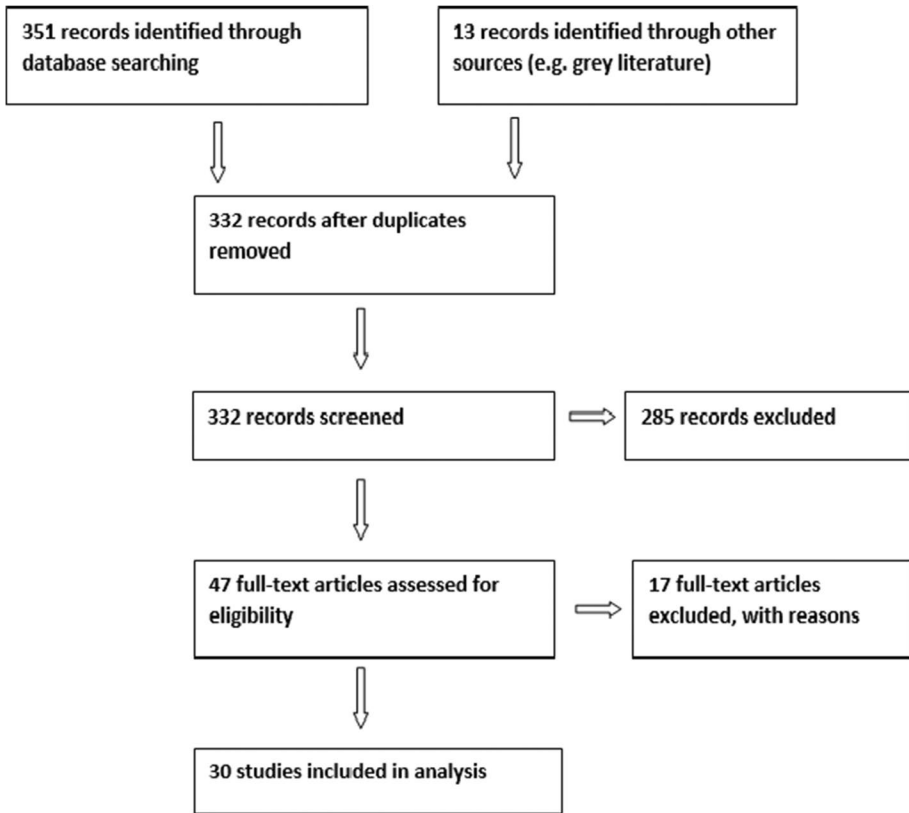 351 records identified through
database searching
13 records identified through other
sources (e.g. grey literature)
332 records after duplicates
removed
332 records screened
285 records excluded
47 full-text articles assessed for
eligibility
17 full-text articles
excluded, with reasons
30 studies included in analysis